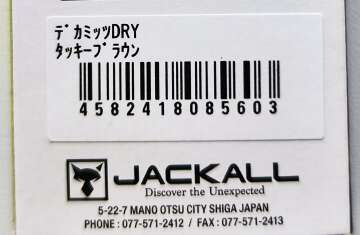 デカミッツDRY
タッキーブラウン
4582418085603
JACKALL
Discover the Unexpected
5-22-7 MANO OTSU CITY SHIGA JAPAN
PHONE : 077-571-2412 / FAX : 077-571-2413